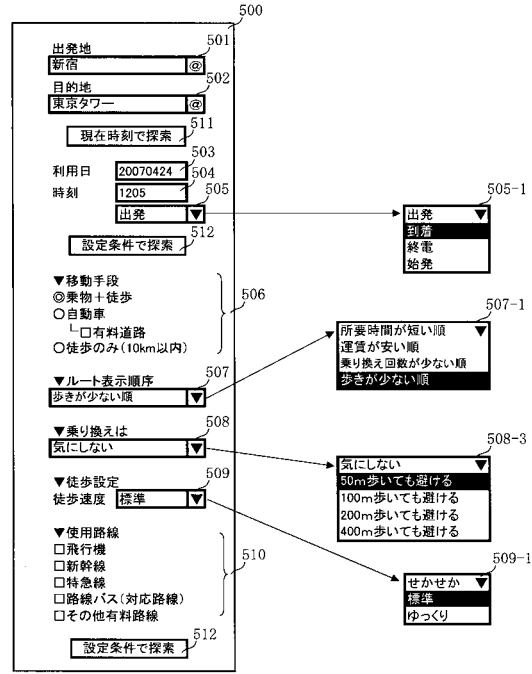 500
出発地
501
新宿 @
目的地
502
東京タワー @
現在時刻で探索
511
503
利用日 20070424
504
時刻 1205
505
出発 ▼
設定条件で探索
512
505-1
出発 ▼
到着
終電
始発
▼移動手段
◎乗物＋徒歩
○自動車
└□有料道路
○徒歩のみ(10km以内)
506
507-1
所要時間が短い順 ▼
運賃が安い順
乗り換え回数が少ない順
歩きが少ない順
▼ルート表示順序
507
歩きが少ない順 ▼
▼乗り換えは
508
気にしない ▼
508-3
気にしない ▼
50m歩いても避ける
100m歩いても避ける
200m歩いても避ける
400m歩いても避ける
▼徒歩設定
509
徒歩速度 標準 ▼
509-1
せかせか ▼
標準
ゆっくり
▼使用路線
□飛行機
□新幹線
□特急線
□路線バス(対応路線)
□その他有料路線
510
512
設定条件で探索